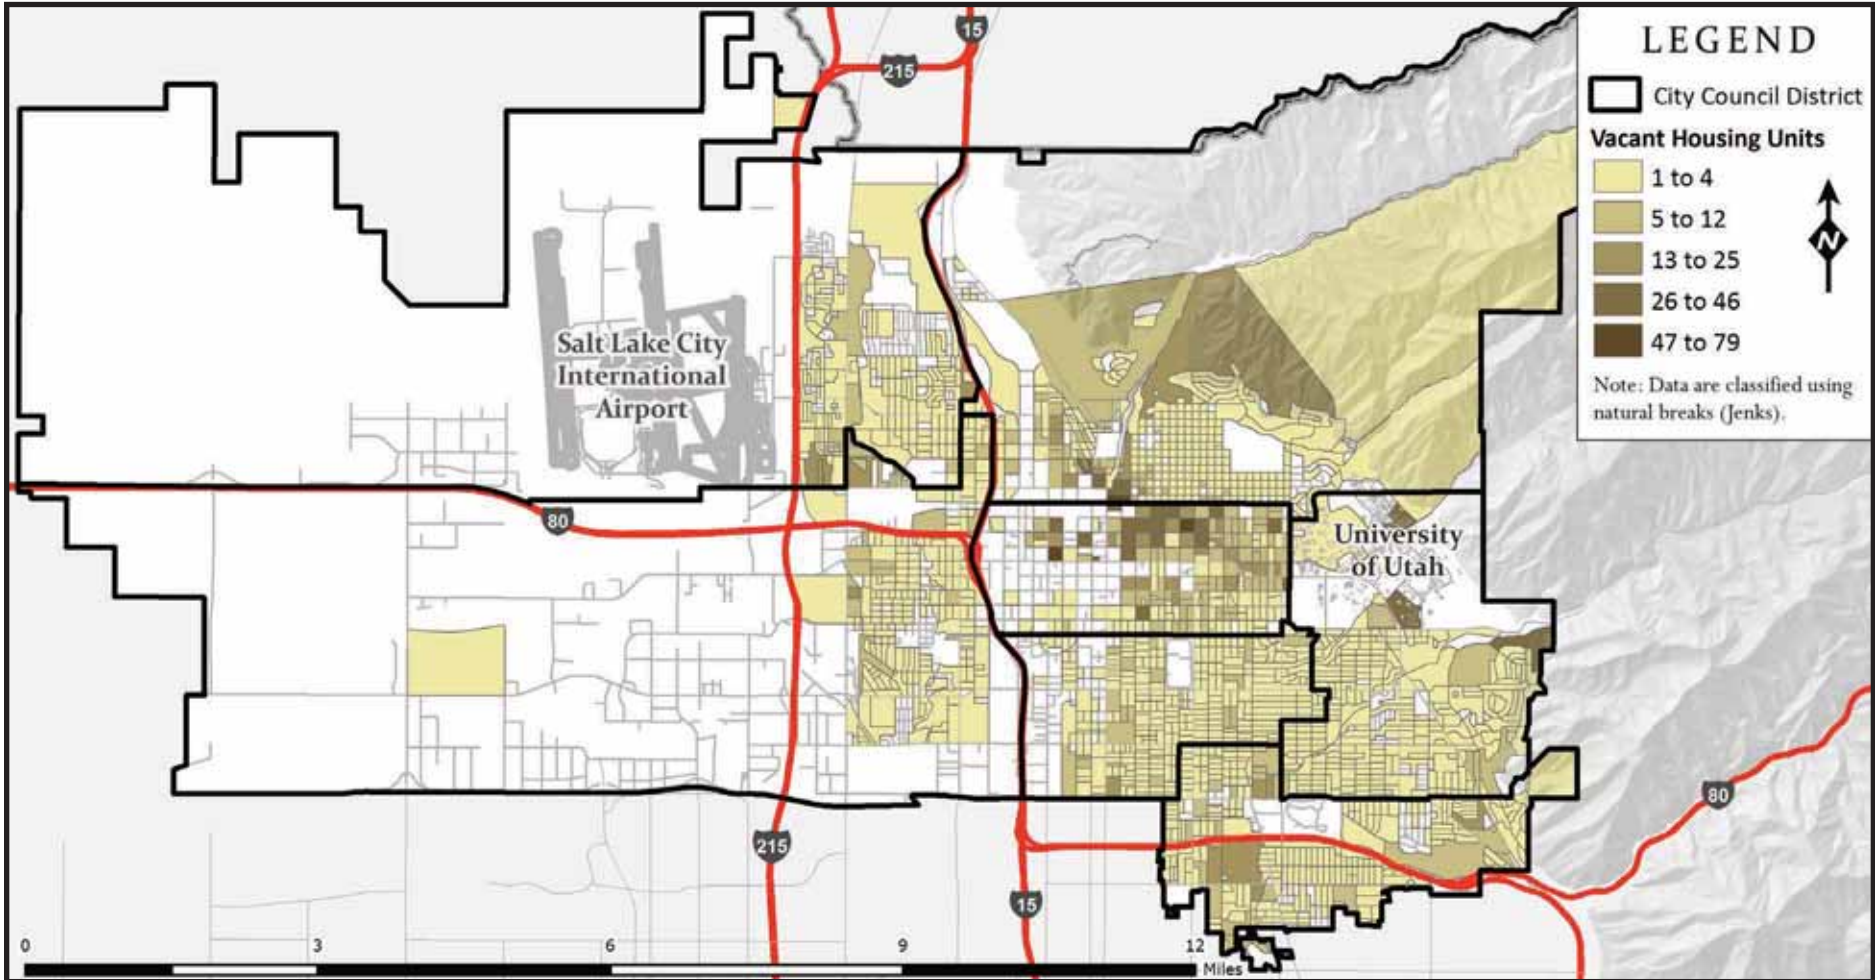 15
215
LEGEND
City Council District
Vacant Housing Units
1 to 4
5 to 12
13 to 25
26 to 46
47 to 79
N
Note: Data are classified using
natural breaks (Jenks).
Salt Lake City
International
Airport
80
University
of Utah
80
215
15
0 3 6 9 12
Miles